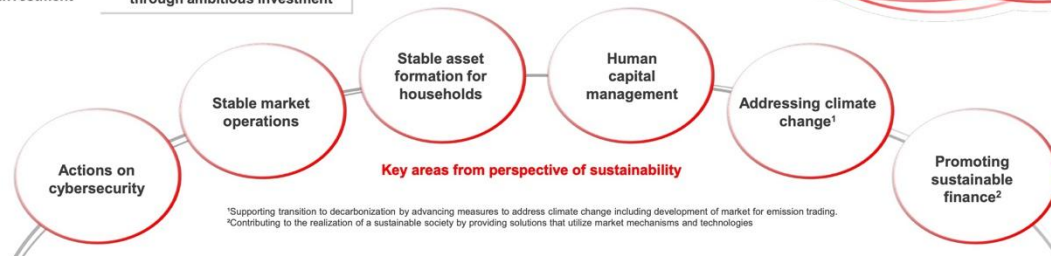 through ambitious investment
Stable asset
formation for
households
Human
capital
management
Stable market
operations
Addressing climate
change¹
Actions on
cybersecurity
Key areas from perspective of sustainability
Promoting
sustainable
finance²
¹Supporting transition to decarbonization by advancing measures to address climate change including development of market for emission trading.
²Contributing to the realization of a sustainable society by providing solutions that utilize market mechanisms and technologies